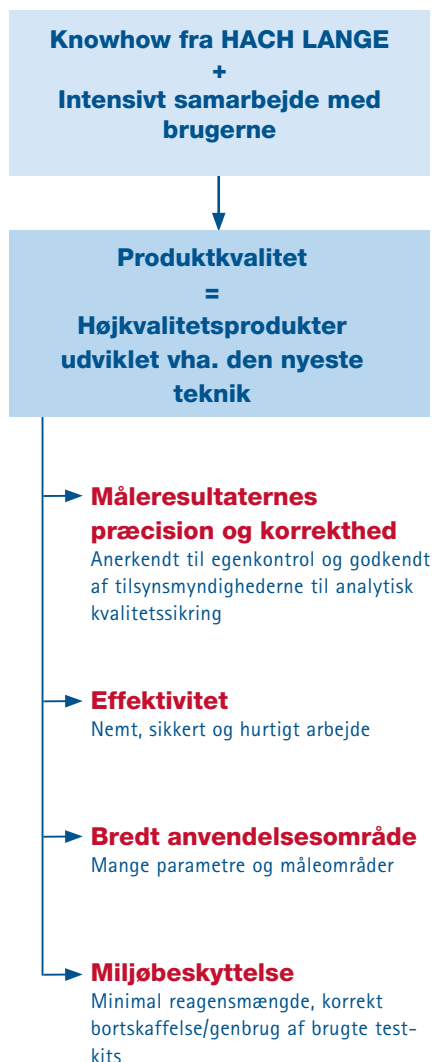 Knowhow fra HACH LANGE
+
Intensivt samarbejde med
brugerne
Produktkvalitet
=
Højkvalitetsprodukter
udviklet vha. den nyeste
teknik
Måleresultaternes
præcision og korrekthed
Anerkendt til egenkontrol og godkendt
af tilsynsmyndighederne til analytisk
kvalitetssikring
Effektivitet
Nemt, sikkert og hurtigt arbejde
Bredt anvendelsesområde
Mange parametre og måleområder
Miljøbeskyttelse
Minimal reagensmængde, korrekt
bortskaffelse/genbrug af brugte test-
kits